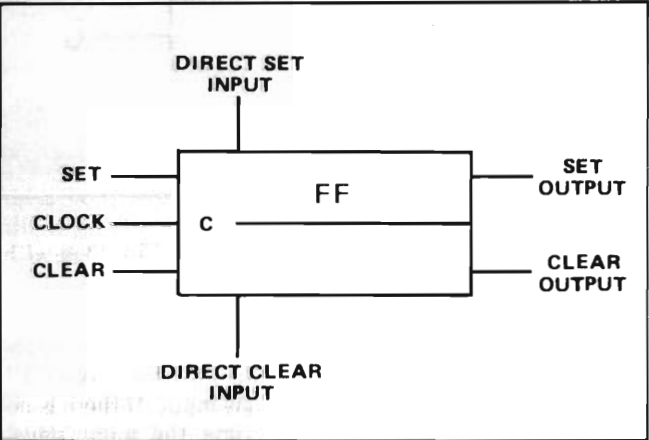 DIRECT SET
INPUT
SET
FF
SET
OUTPUT
CLOCK
C
CLEAR
CLEAR
OUTPUT
DIRECT CLEAR
INPUT